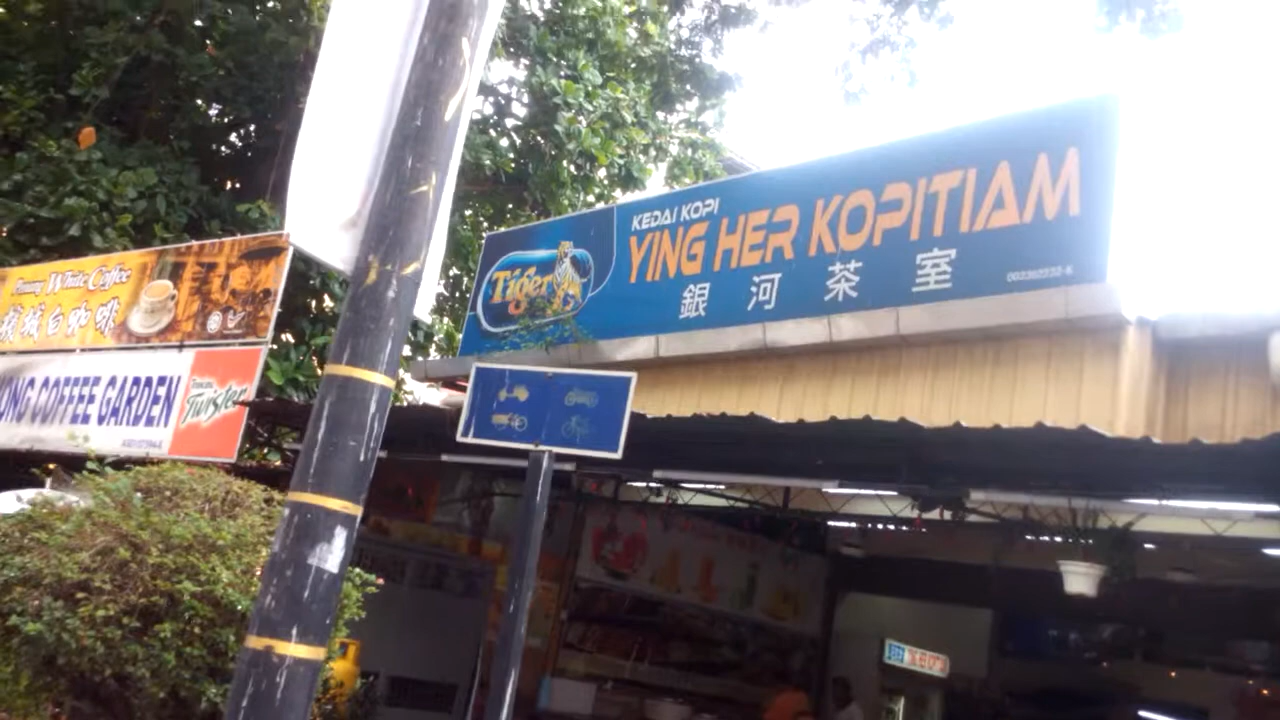 Penang White Coffee
檳城白咖啡
ONG COFFEE GARDEN
Tropicana
Twister
Tiger
KEDAI KOPI
YING HER KOPITIAM
銀河茶室